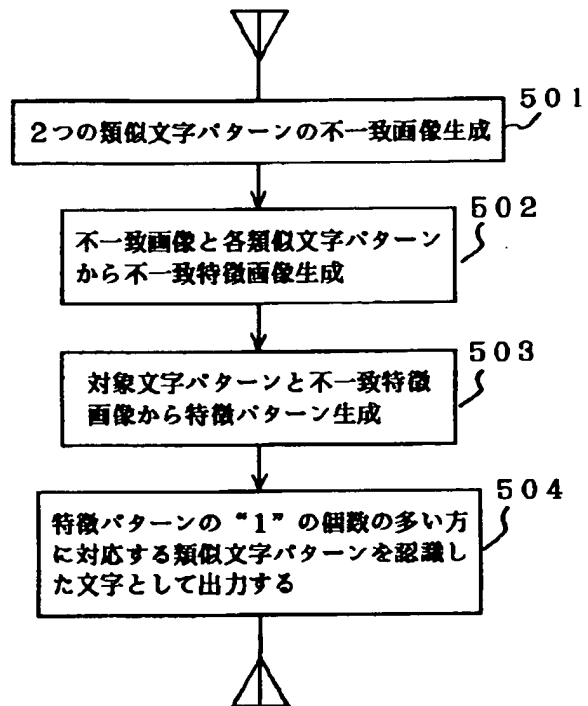 501
2つの類似文字パターンの不一致画像生成
502
不一致画像と各類似文字パターン
から不一致特徴画像生成
503
対象文字パターンと不一致特徴
画像から特徴パターン生成
504
特徴パターンの“1”の個数の多い方
に対応する類似文字パターンを認識し
た文字として出力する